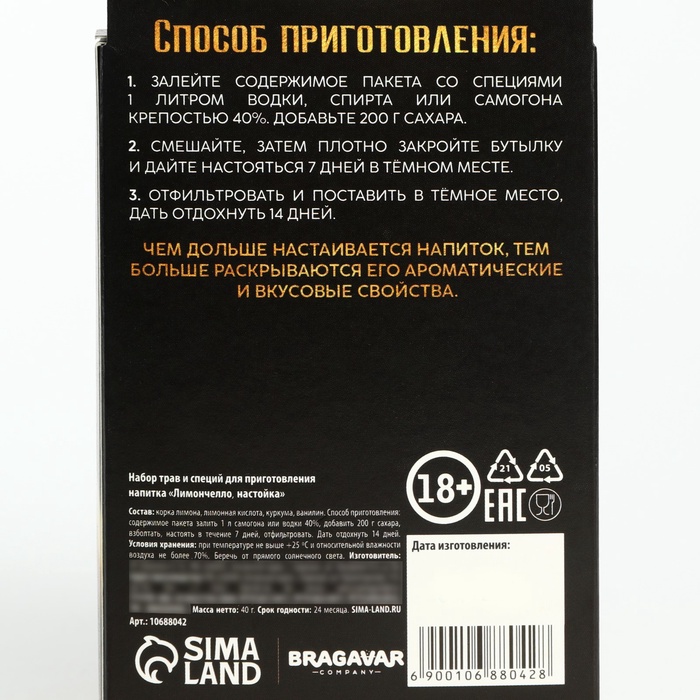 СПОСОБ ПРИГОТОВЛЕНИЯ:
1. ЗАЛЕЙТЕ СОДЕРЖИМОЕ ПАКЕТА СО СПЕЦИЯМИ
1 ЛИТРОМ ВОДКИ, СПИРТА ИЛИ САМОГОНА
КРЕПОСТЬЮ 40%. ДОБАВЬТЕ 200 Г САХАРА.
2. СМЕШАЙТЕ, ЗАТЕМ ПЛОТНО ЗАКРОЙТЕ БУТЫЛКУ
И ДАЙТЕ НАСТОЯТЬСЯ 7 ДНЕЙ В ТЁМНОМ МЕСТЕ.
3. ОТФИЛЬТРОВАТЬ И ПОСТАВИТЬ В ТЁМНОЕ МЕСТО,
ДАТЬ ОТДОХНУТЬ 14 ДНЕЙ.
ЧЕМ ДОЛЬШЕ НАСТАИВАЕТСЯ НАПИТОК, ТЕМ
БОЛЬШЕ РАСКРЫВАЮТСЯ ЕГО АРОМАТИЧЕСКИЕ
И ВКУСОВЫЕ СВОЙСТВА.
Набор трав и специй для приготовления
напитка «Лимончелло, настойка»
Состав: корка лимона, лимонная кислота, куркума, ванилин. Способ приготовления:
содержимое пакета залить 1 л самогона или водки 40%, добавить 200 г сахара,
взболтать, настоять в течение 7 дней, отфильтровать. Дать отдохнуть 14 дней.
Условия хранения: при температуре не выше +25 °С и относительной влажности
воздуха не более 70%. Беречь от прямого солнечного света. Изготовитель:
Масса нетто: 40 г. Срок годности: 24 месяца. SIMA-LAND.RU
Арт.: 10688042
18+
21
05
EAC
Дата изготовления:
SIMA
LAND
BRAGAVAR
COMPANY
6 900106 880428